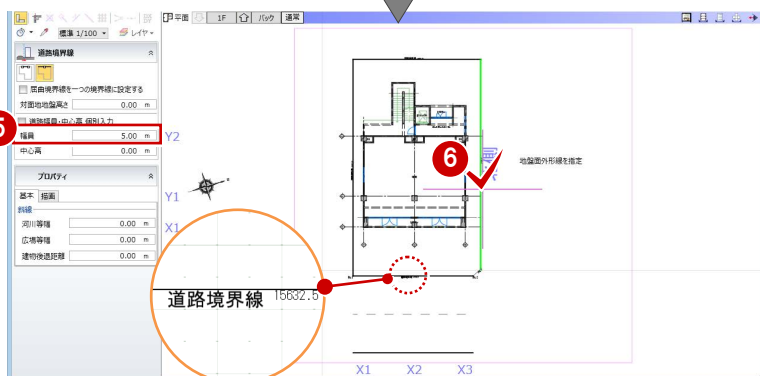 平面 1F バック 通常
標準 1/100 レイヤ
道路境界線
屈曲境界線を一つの境界線に設定する
対面地地盤高さ 0.00 m
道路幅員・中心高 個別入力
5
幅員 5.00 m
中心高 0.00 m
プロパティ
基本 描画
斜線
河川等幅 0.00 m
広場等幅 0.00 m
建物後退距離 0.00 m
Y2
Y1
X1
6
地盤面外形線を指定
道路境界線 15632.5
X1 X2 X3